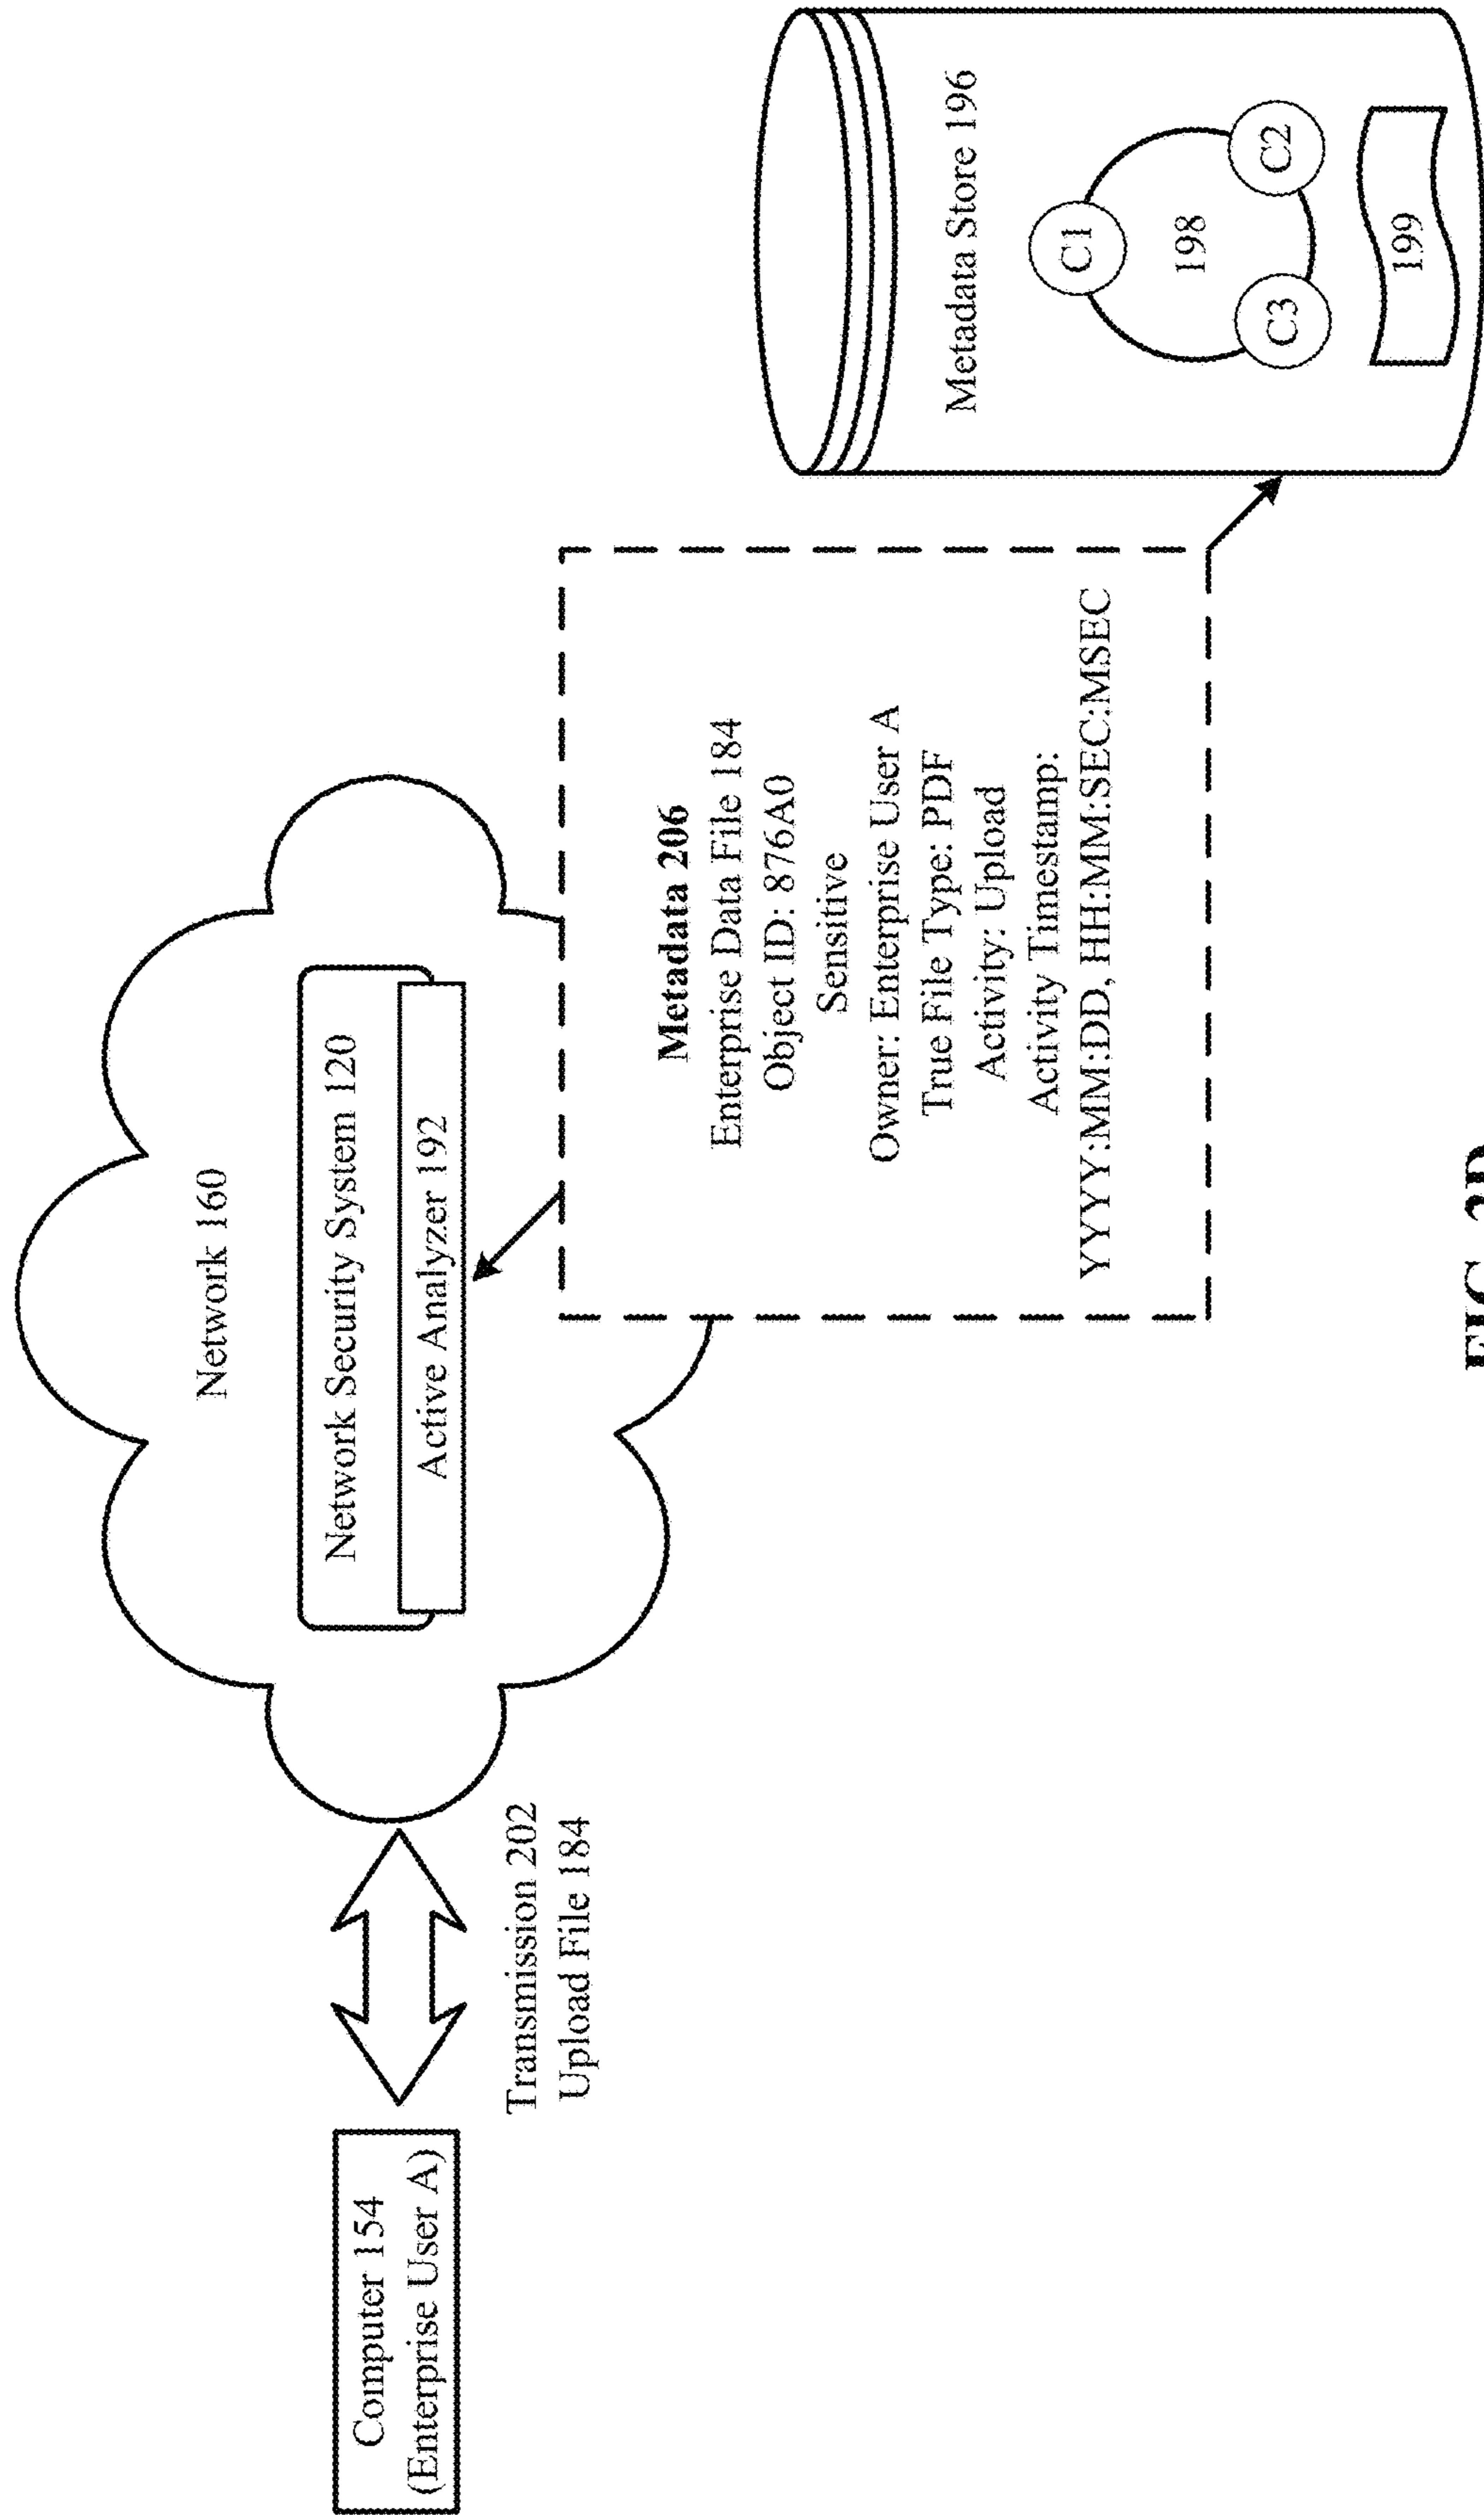 Network 160
Network Security System 120
Active Analyzer 192
Computer 154
(Enterprise User A)
Transmission 202
Upload File 184
Metadata 206
Enterprise Data File 184
Object ID: 876A0
Sensitive
Owner: Enterprise User A
True File Type: PDF
Activity: Upload
Activity Timestamp:
YYYY:MM:DD, HH:MM:SEC:MSEC
Metadata Store 196
C1
198
C3
C2
199